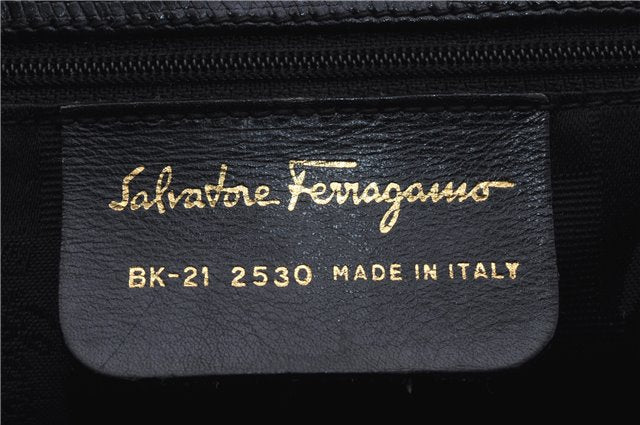 Salvatore Ferragamo
BK-21 2530 MADE IN ITALY